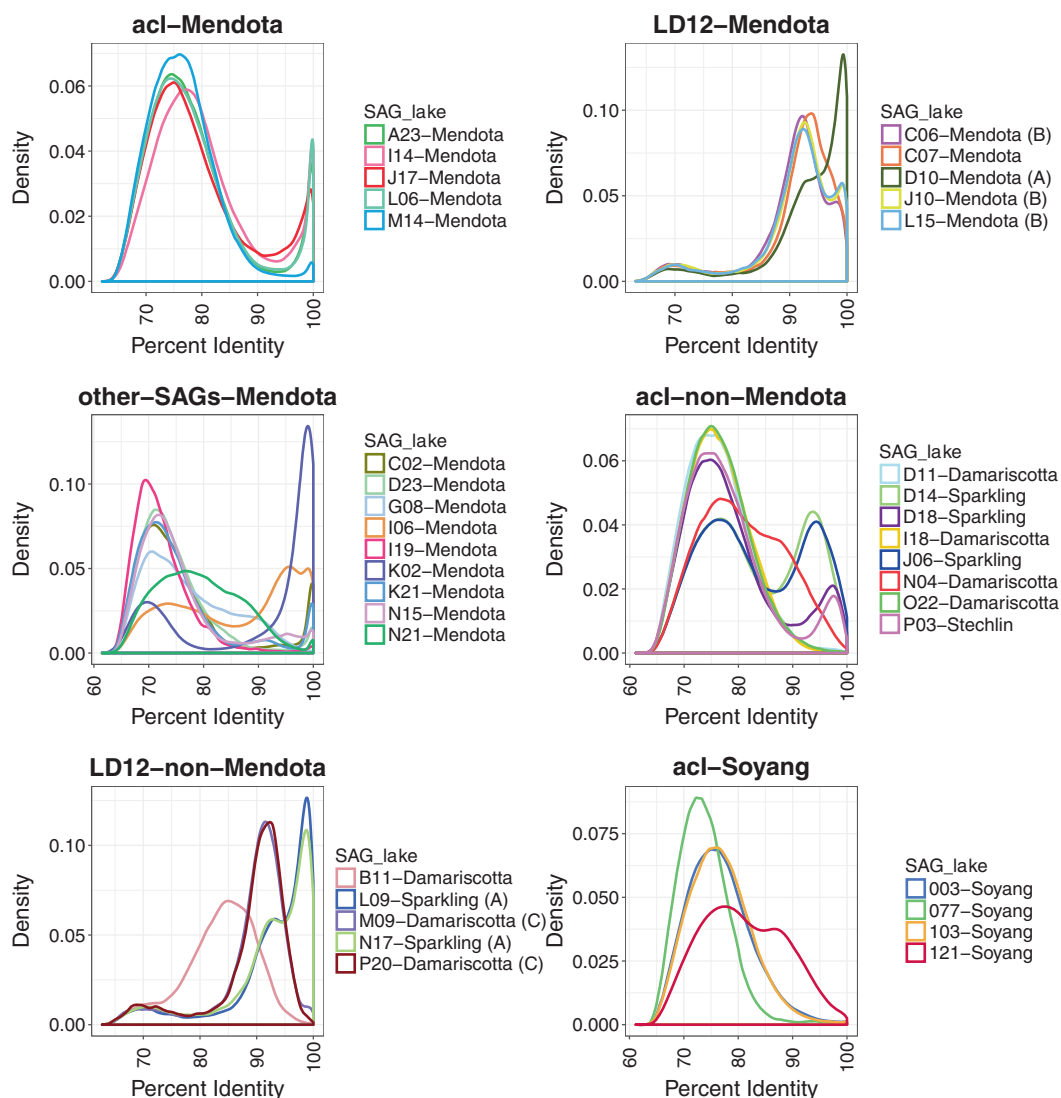 acI–Mendota
Density
0.06
0.04
0.02
0.00
70
80
90
100
Percent Identity
SAG_lake
A23–Mendota
I14–Mendota
J17–Mendota
L06–Mendota
M14–Mendota
LD12–Mendota
Density
0.10
0.05
0.00
70
80
90
100
Percent Identity
SAG_lake
C06–Mendota (B)
C07–Mendota
D10–Mendota (A)
J10–Mendota (B)
L15–Mendota (B)
other–SAGs–Mendota
Density
0.10
0.05
0.00
60
70
80
90
100
Percent Identity
SAG_lake
C02–Mendota
D23–Mendota
G08–Mendota
I06–Mendota
I19–Mendota
K02–Mendota
K21–Mendota
N15–Mendota
N21–Mendota
acI–non–Mendota
Density
0.06
0.04
0.02
0.00
70
80
90
100
Percent Identity
SAG_lake
D11–Damariscotta
D14–Sparkling
D18–Sparkling
I18–Damariscotta
J06–Sparkling
N04–Damariscotta
O22–Damariscotta
P03–Stechlin
LD12–non–Mendota
Density
0.10
0.05
0.00
70
80
90
100
Percent Identity
SAG_lake
B11–Damariscotta
L09–Sparkling (A)
M09–Damariscotta (C)
N17–Sparkling (A)
P20–Damariscotta (C)
acI–Soyang
Density
0.075
0.050
0.025
0.000
60
70
80
90
100
Percent Identity
SAG_lake
003–Soyang
077–Soyang
103–Soyang
121–Soyang